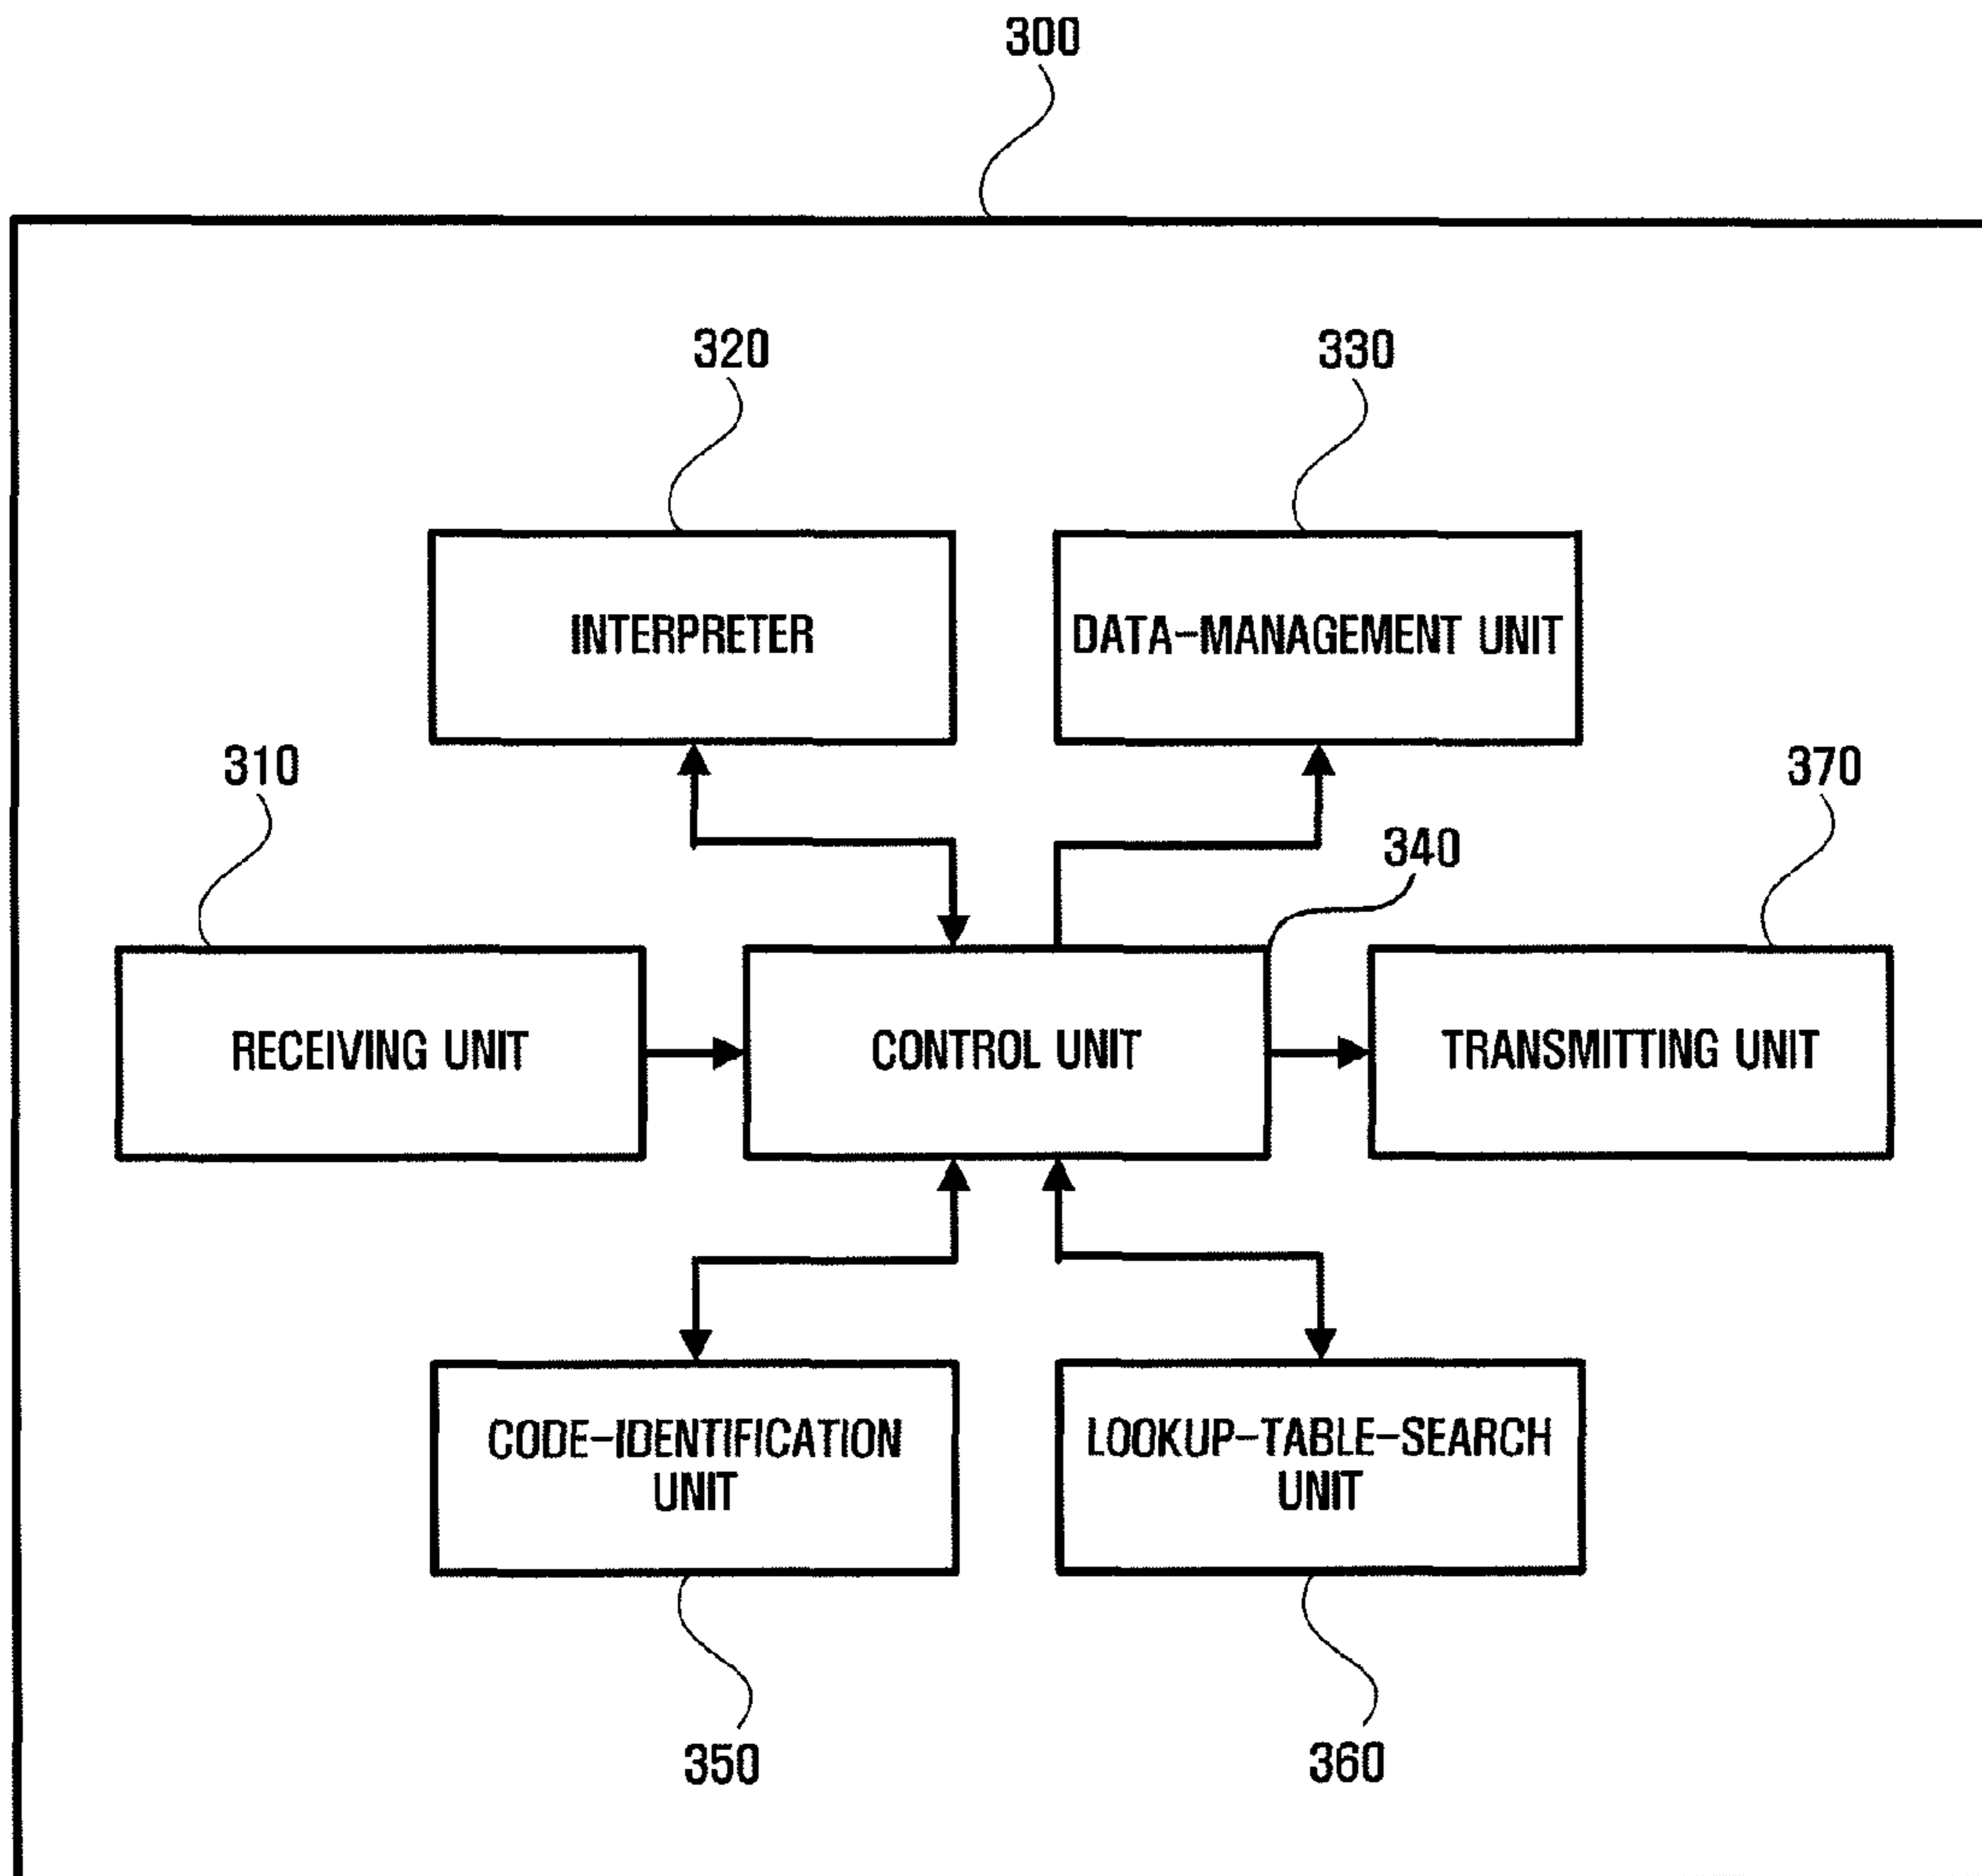 300
320
330
INTERPRETER
DATA-MANAGEMENT UNIT
310
370
340
RECEIVING UNIT
CONTROL UNIT
TRANSMITTING UNIT
CODE-IDENTIFICATION
UNIT
LOOKUP-TABLE-SEARCH
UNIT
350
360